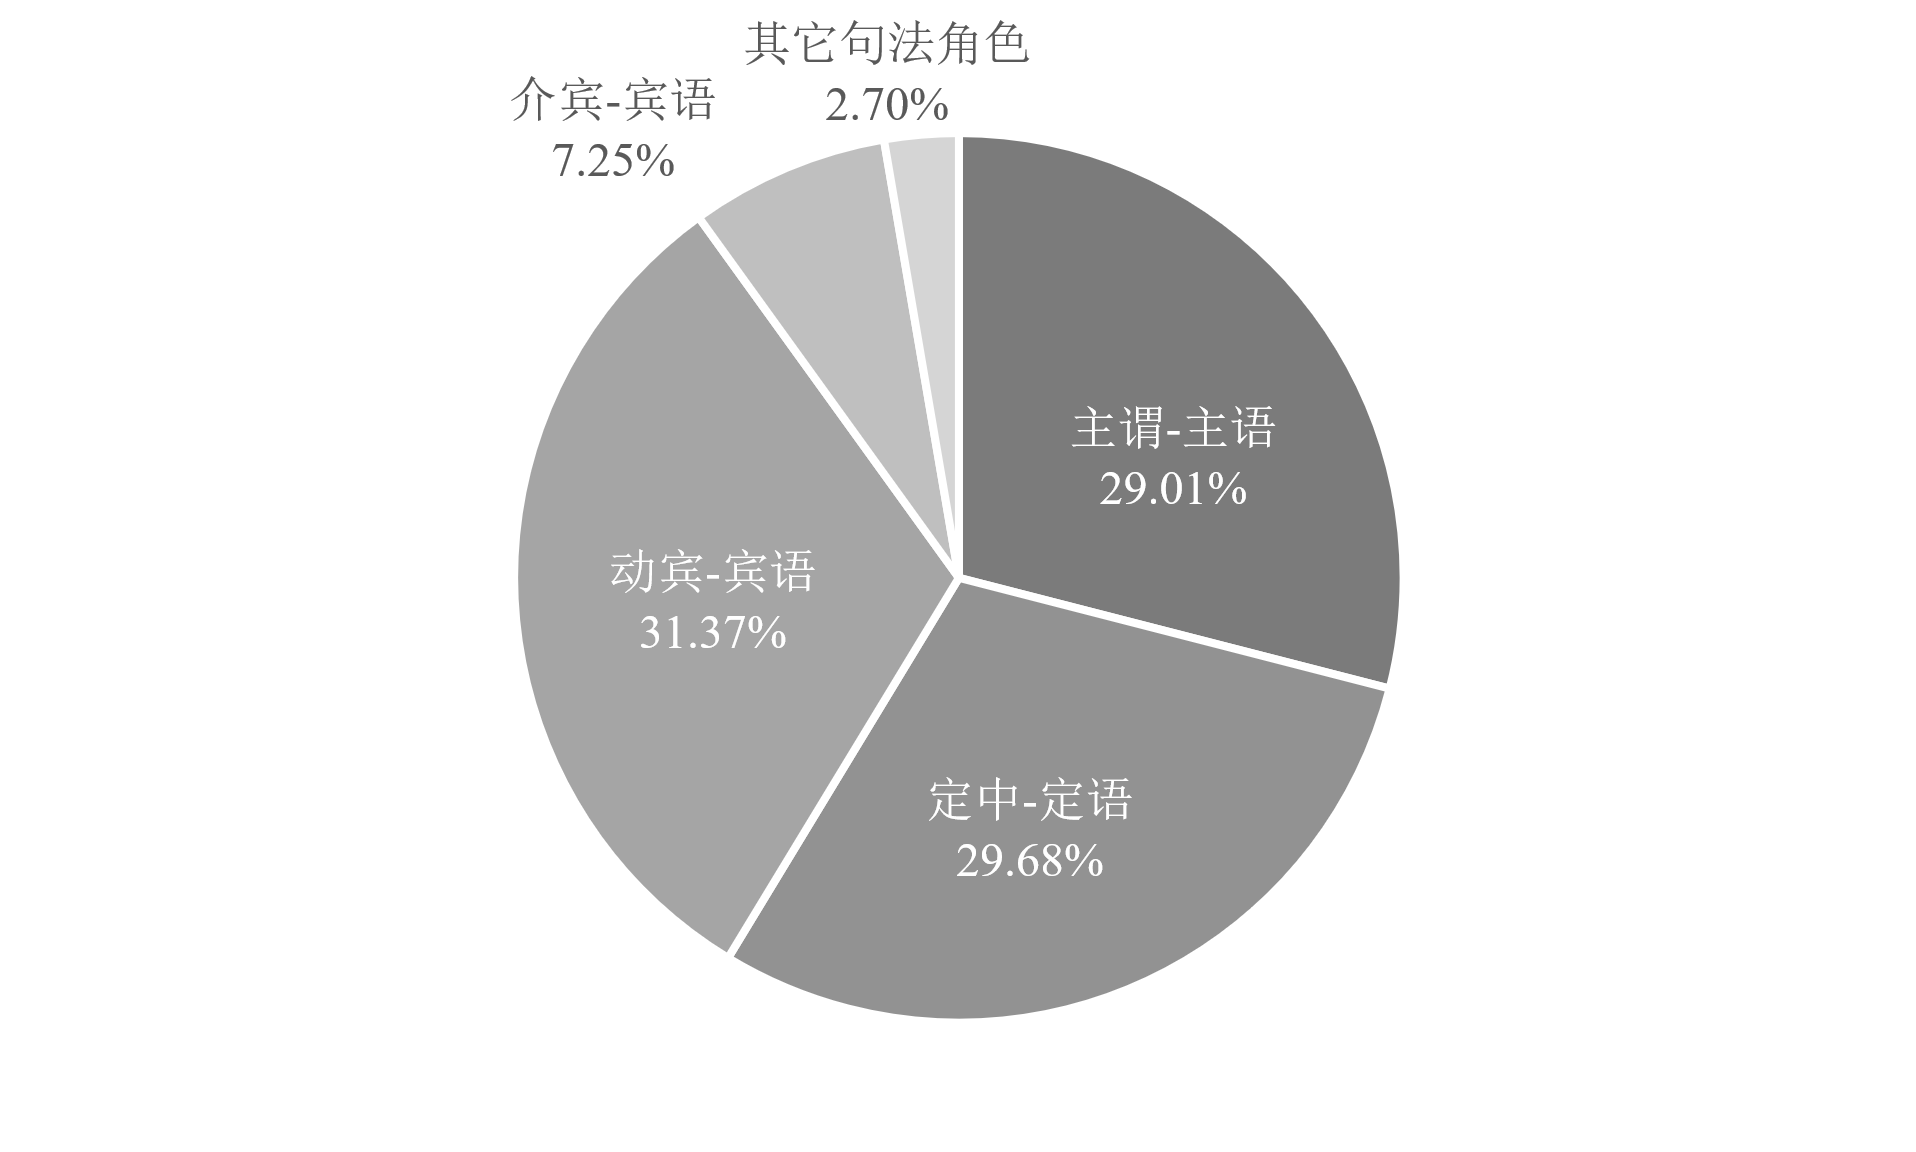 其它句法角色
2.70%
介宾-宾语
7.25%
主谓-主语
29.01%
动宾-宾语
31.37%
定中-定语
29.68%